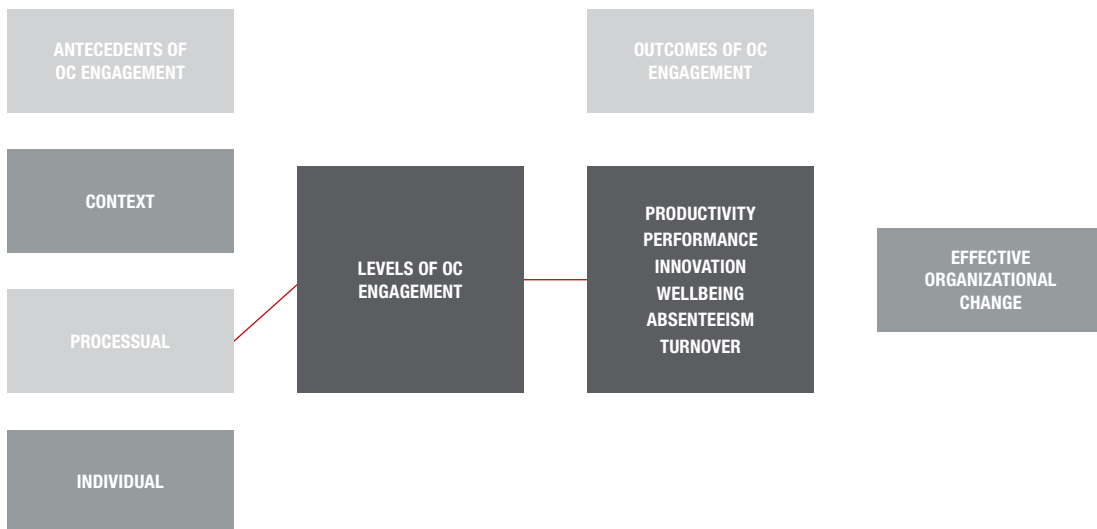 ANTECEDENTS OF
OC ENGAGEMENT
OUTCOMES OF OC
ENGAGEMENT
CONTEXT
PROCESSUAL
INDIVIDUAL
LEVELS OF OC
ENGAGEMENT
PRODUCTIVITY
PERFORMANCE
INNOVATION
WELLBEING
ABSENTEEISM
TURNOVER
EFFECTIVE
ORGANIZATIONAL
CHANGE